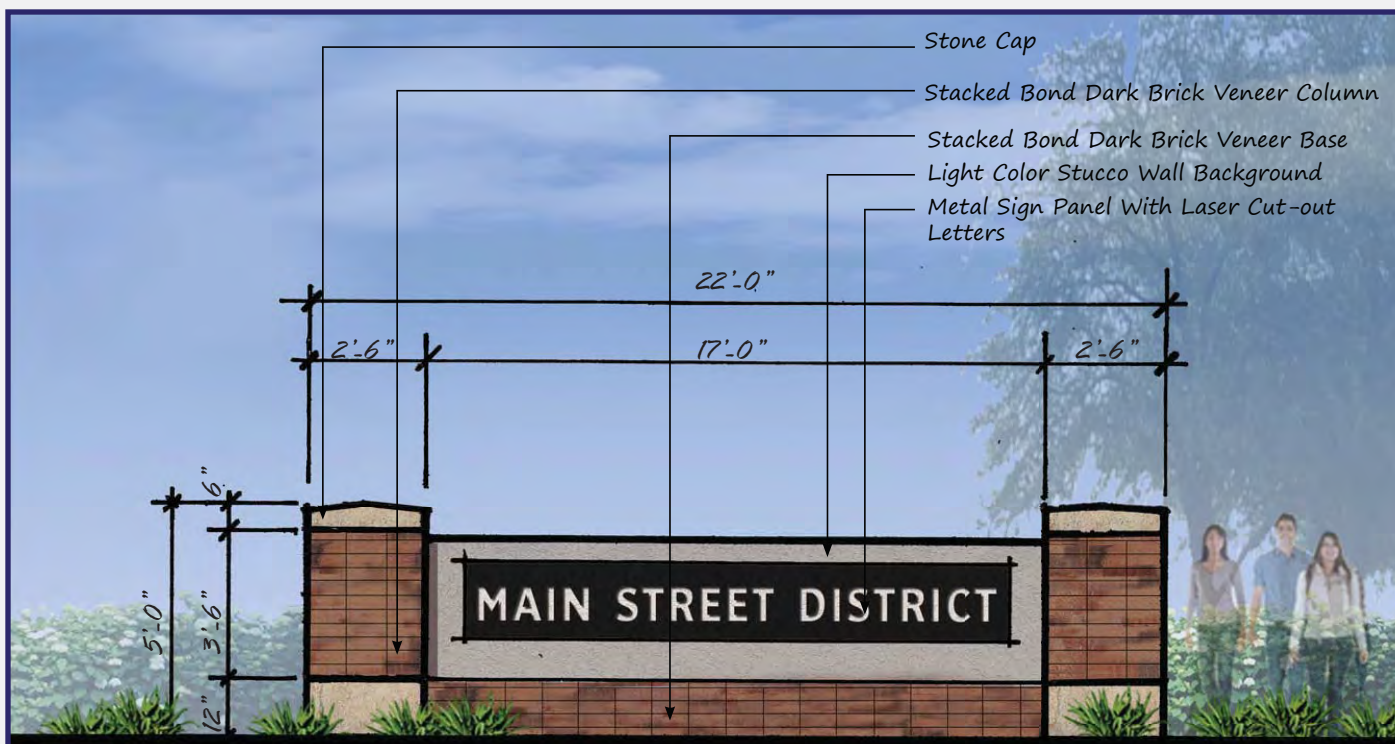 Stone Cap
Stacked Bond Dark Brick Veneer Column
Stacked Bond Dark Brick Veneer Base
Light Color Stucco Wall Background
Metal Sign Panel With Laser Cut-out
Letters
22'-0"
2'-6"
17'-0"
2'-6"
6"
5'-0"
3'-6"
12"
MAIN STREET DISTRICT